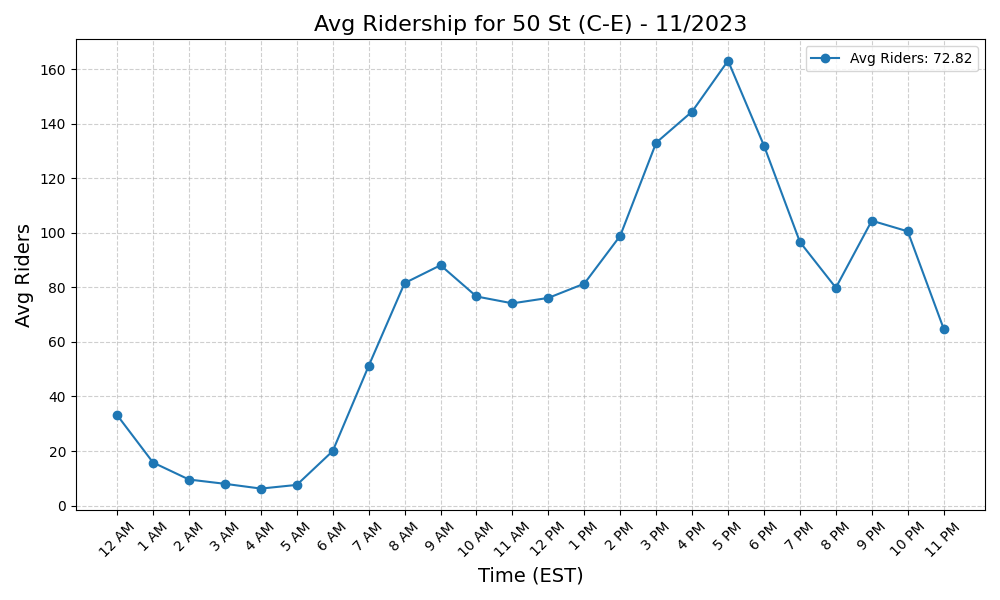 Avg Ridership for 50 St (C-E) - 11/2023
Avg Riders: 72.82
Avg Riders
160
140
120
100
80
60
40
20
0
12 AM
1 AM
2 AM
3 AM
4 AM
5 AM
6 AM
7 AM
8 AM
9 AM
10 AM
11 AM
12 PM
1 PM
2 PM
3 PM
4 PM
5 PM
6 PM
7 PM
8 PM
9 PM
10 PM
11 PM
Time (EST)